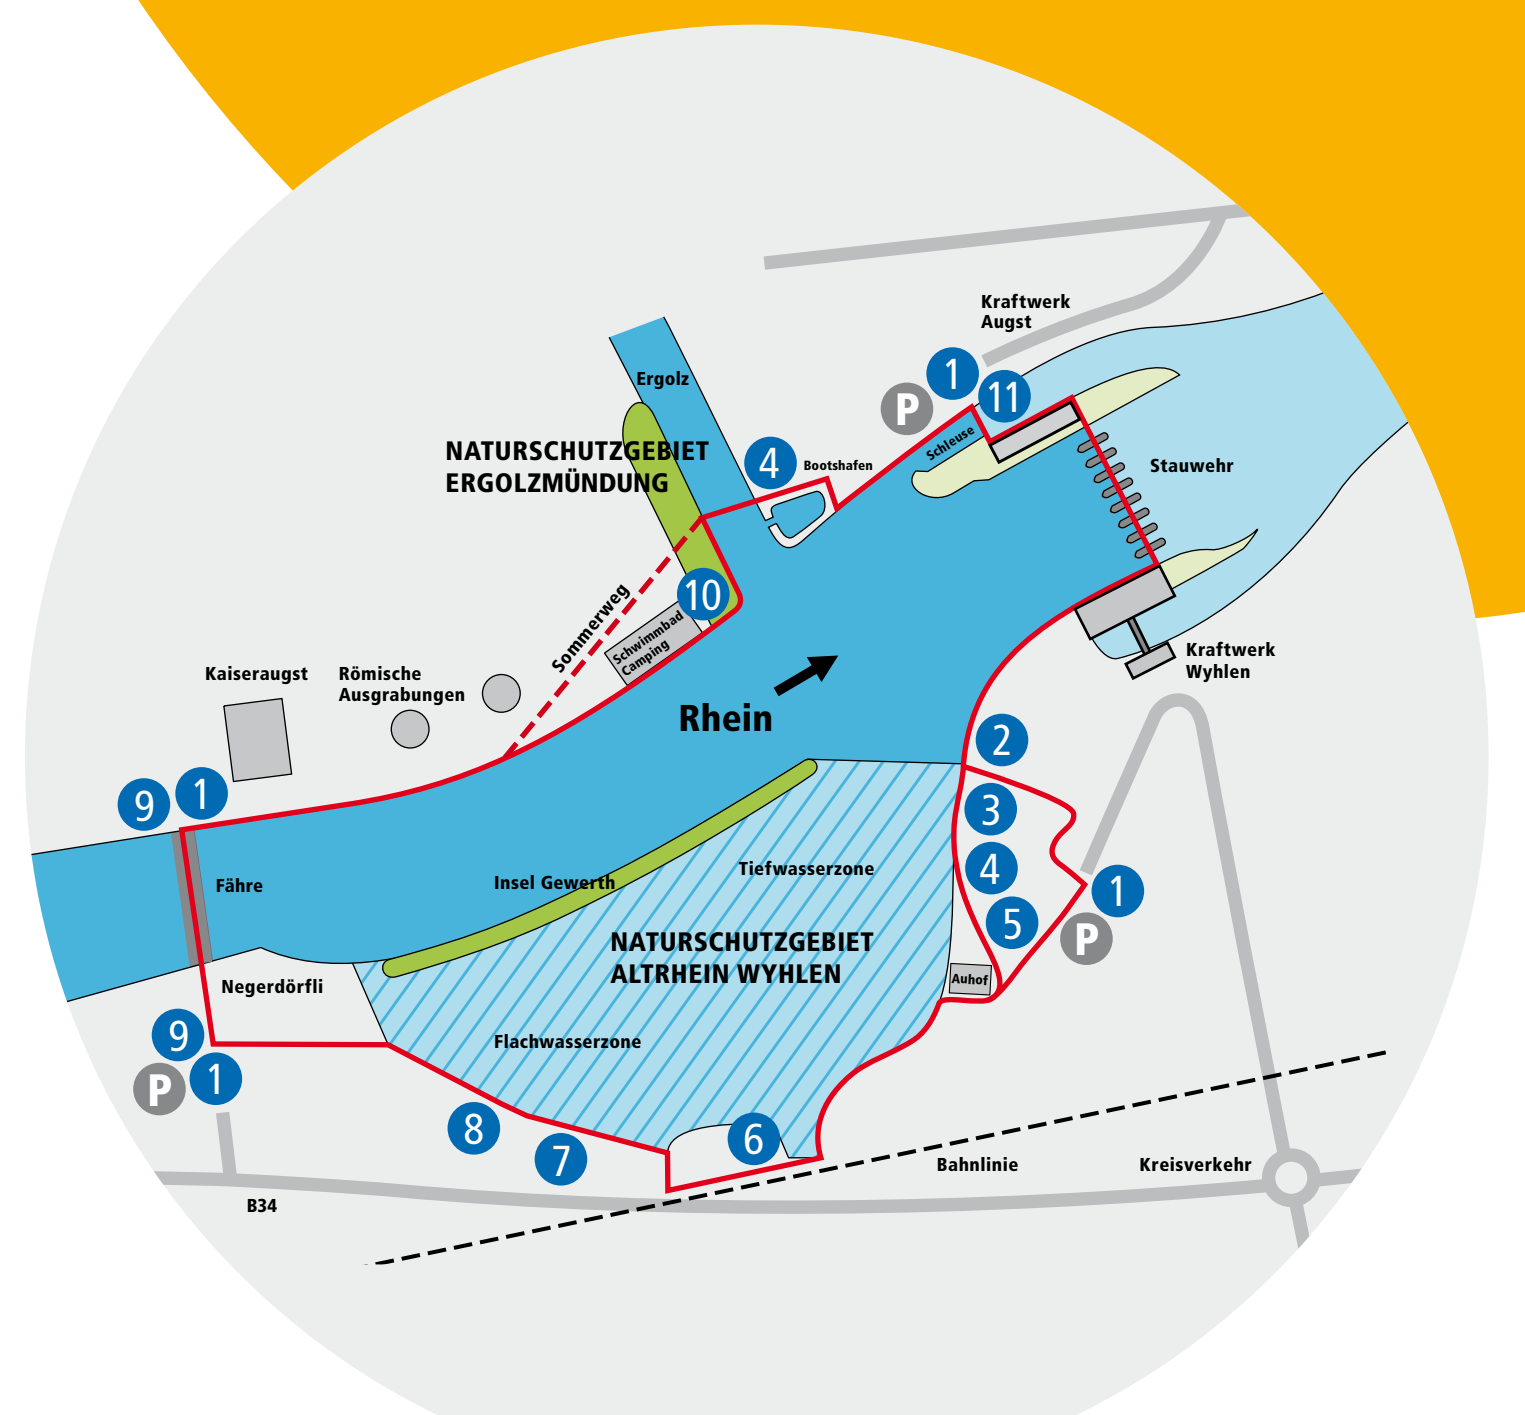 Kraftwerk
Augst
1
11
P
Schleuse
Ergolz
NATURSCHUTZGEBIET
ERGOLZMÜNDUNG
4
Bootshafen
Stauwehr
10
Sommerweg
Schwimmbad
Camping
Kraftwerk
Wyhlen
Kaiseraugst
Römische
Ausgrabungen
Rhein
2
9
1
3
Tiefwasserzone
4
Fähre
Insel Gewerth
1
5
P
NATURSCHUTZGEBIET
ALTRHEIN WYHLEN
Auhof
Negerdörfli
Flachwasserzone
9
1
P
8
6
7
Bahnlinie
Kreisverkehr
B34